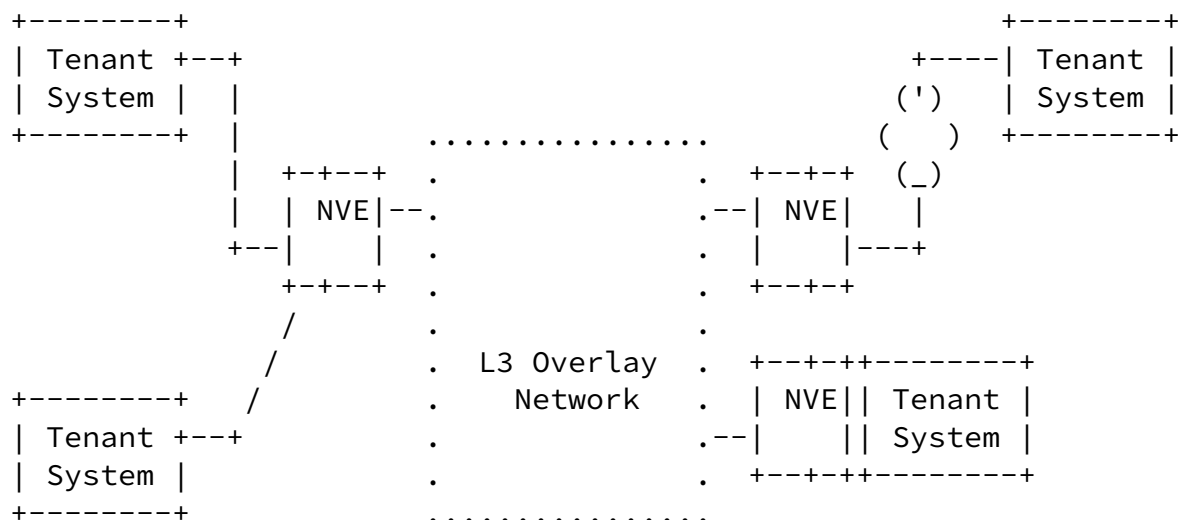 Tenant
System
Tenant
System
NVE
NVE
L3 Overlay
Network
Tenant
System
NVE
Tenant
System